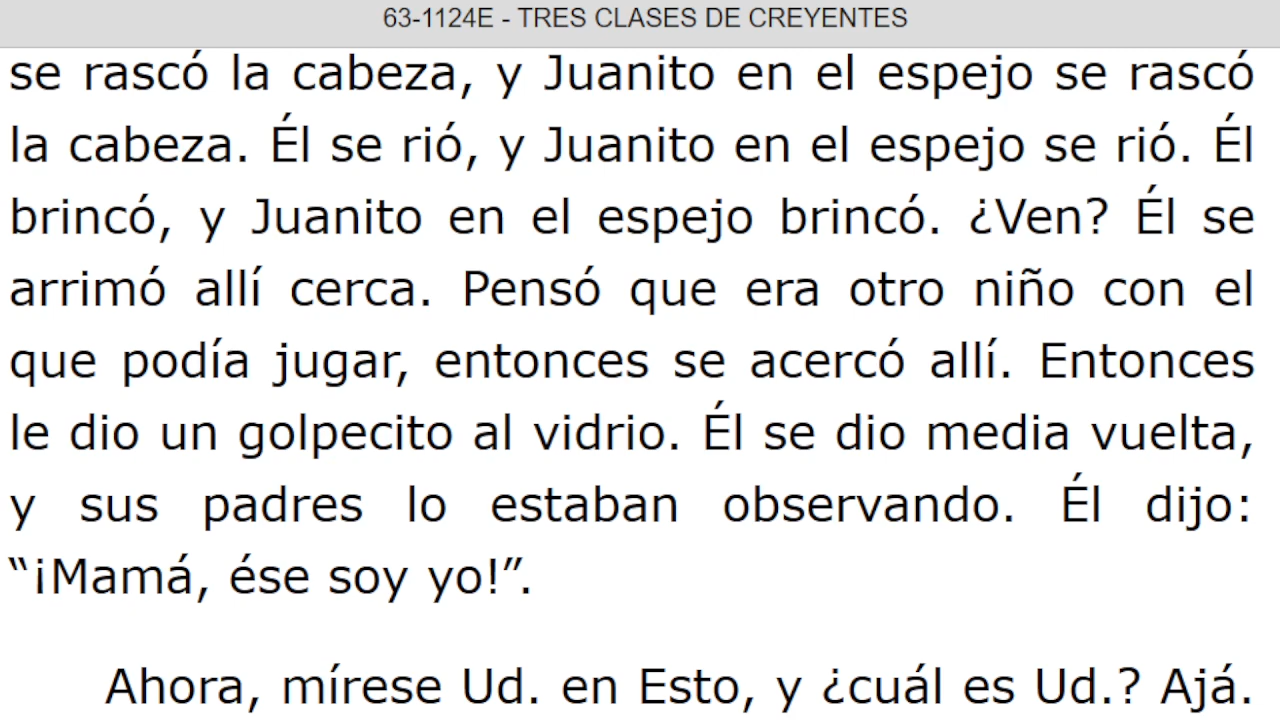 63-1124E - TRES CLASES DE CREYENTES
se rascó la cabeza, y Juanito en el espejo se rascó
la cabeza. Él se rió, y Juanito en el espejo se rió. Él
brincó, y Juanito en el espejo brincó. ¿Ven? Él se
arrimó allí cerca. Pensó que era otro niño con el
que podía jugar, entonces se acercó allí. Entonces
le dio un golpecito al vidrio. Él se dio media vuelta,
y sus padres lo estaban observando. Él dijo:
“¡Mamá, ése soy yo!”.
Ahora, mírese Ud. en Esto, y ¿cuál es Ud.? Ajá.